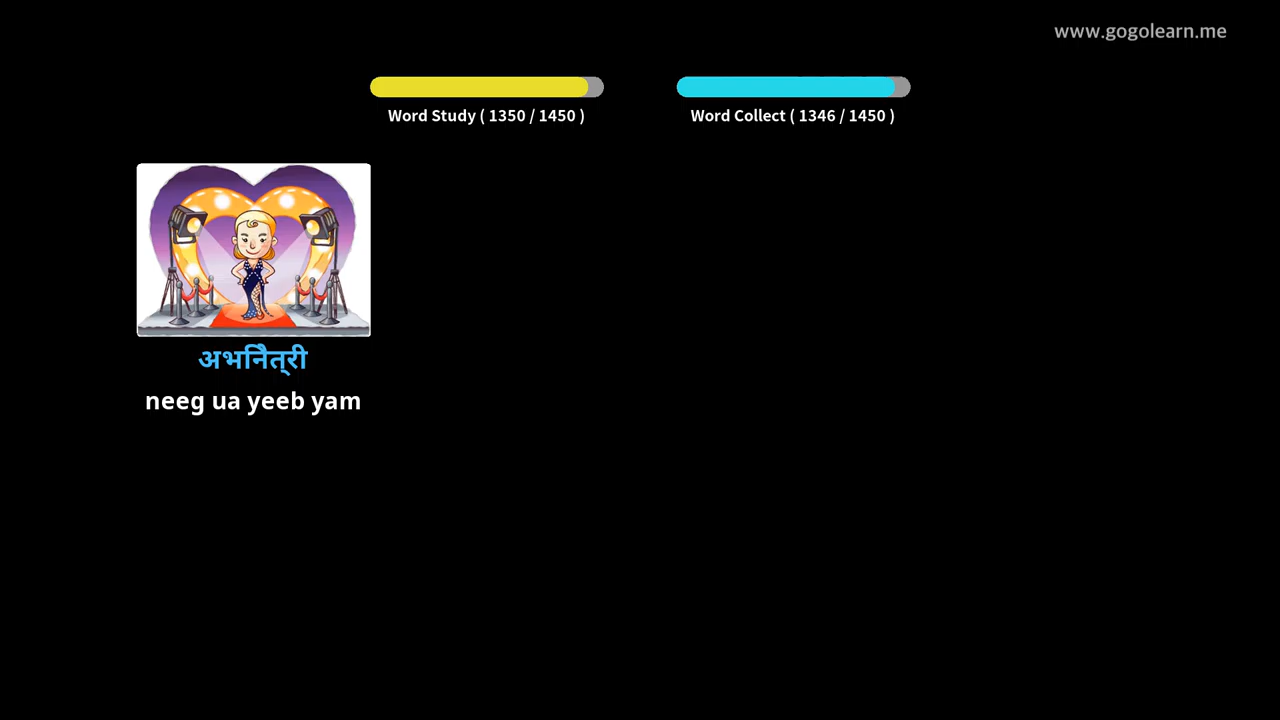 www.gogolearn.me
Word Study ( 1350 / 1450 )
Word Collect ( 1346 / 1450 )
अभिनेत्री
neeg ua yeeb yam